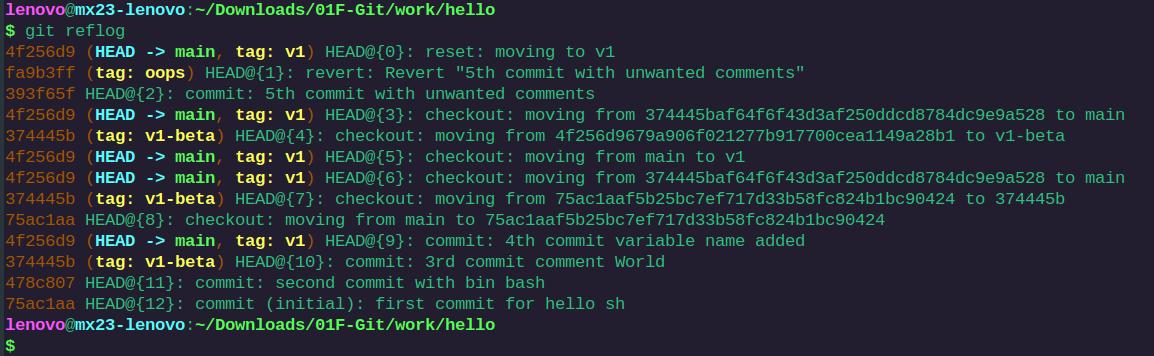 lenovo@mx23-lenovo:~/Downloads/01F-Git/work/hello
$ git reflog
4f256d9 (HEAD -> main, tag: v1) HEAD@{0}: reset: moving to v1
fa9b3ff (tag: oops) HEAD@{1}: revert: Revert "5th commit with unwanted comments"
393f65f HEAD@{2}: commit: 5th commit with unwanted comments
4f256d9 (HEAD -> main, tag: v1) HEAD@{3}: checkout: moving from 374445baf64f6f43d3af250ddcd8784dc9e9a528 to main
374445b (tag: v1-beta) HEAD@{4}: checkout: moving from 4f256d9679a906f021277b917700cea1149a28b1 to v1-beta
4f256d9 (HEAD -> main, tag: v1) HEAD@{5}: checkout: moving from main to v1
4f256d9 (HEAD -> main, tag: v1) HEAD@{6}: checkout: moving from 374445baf64f6f43d3af250ddcd8784dc9e9a528 to main
374445b (tag: v1-beta) HEAD@{7}: checkout: moving from 75ac1aaf5b25bc7ef717d33b58fc824b1bc90424 to 374445b
75ac1aa HEAD@{8}: checkout: moving from main to 75ac1aaf5b25bc7ef717d33b58fc824b1bc90424
4f256d9 (HEAD -> main, tag: v1) HEAD@{9}: commit: 4th commit variable name added
374445b (tag: v1-beta) HEAD@{10}: commit: 3rd commit comment World
478c807 HEAD@{11}: commit: second commit with bin bash
75ac1aa HEAD@{12}: commit (initial): first commit for hello sh
lenovo@mx23-lenovo:~/Downloads/01F-Git/work/hello
$